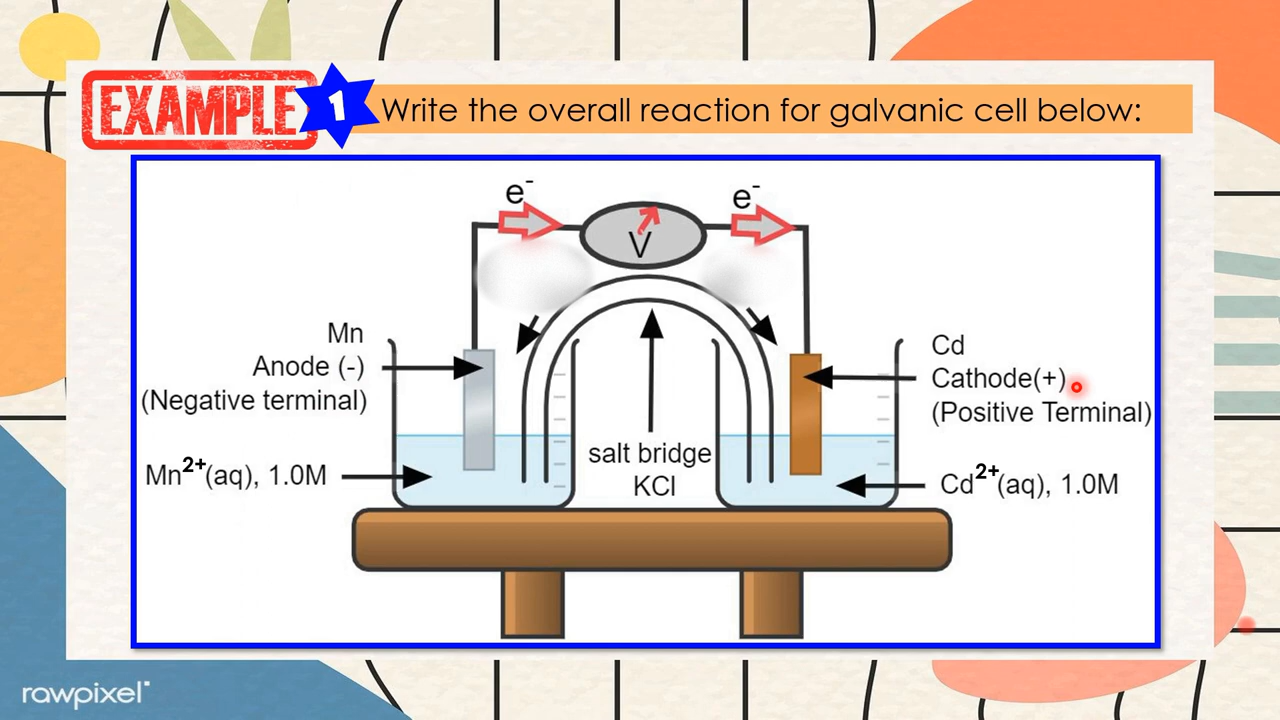 EXAMPLE 1 Write the overall reaction for galvanic cell below:
e⁻
e⁻
V
Mn
Anode (-)
(Negative terminal)
Mn²⁺(aq), 1.0M
salt bridge
KCl
Cd
Cathode(+)
(Positive Terminal)
Cd²⁺(aq), 1.0M
rawpixel